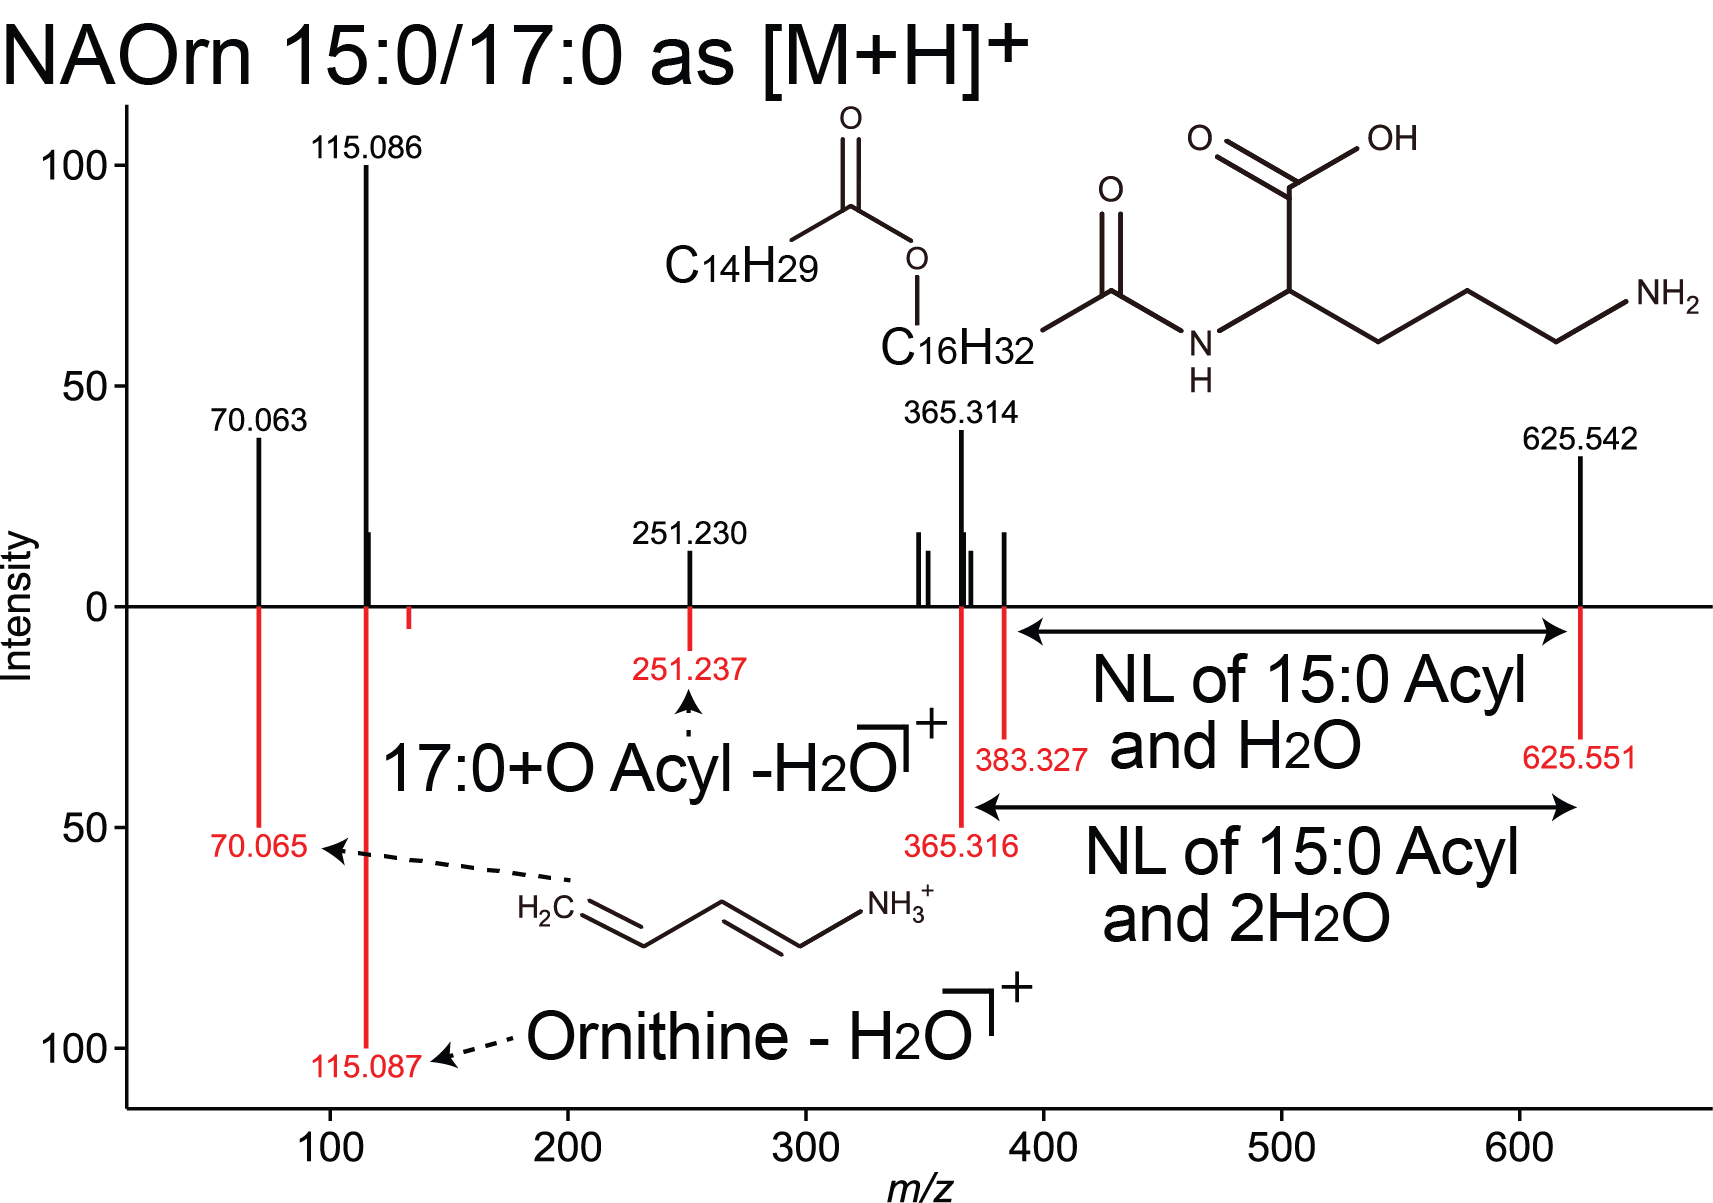 NAOrn 15:0/17:0 as [M+H]+
115.086
100
O
O
OH
O
C14H29
O
NH2
C16H32
N
H
50
70.063
365.314
625.542
251.230
Intensity
0
251.237
NL of 15:0 Acyl
and H2O
17:0+O Acyl -H2O +
383.327
625.551
50
70.065
365.316
NL of 15:0 Acyl
and 2H2O
H2C
NH3+
Ornithine - H2O +
100
115.087
100
200
300
400
500
600
m/z